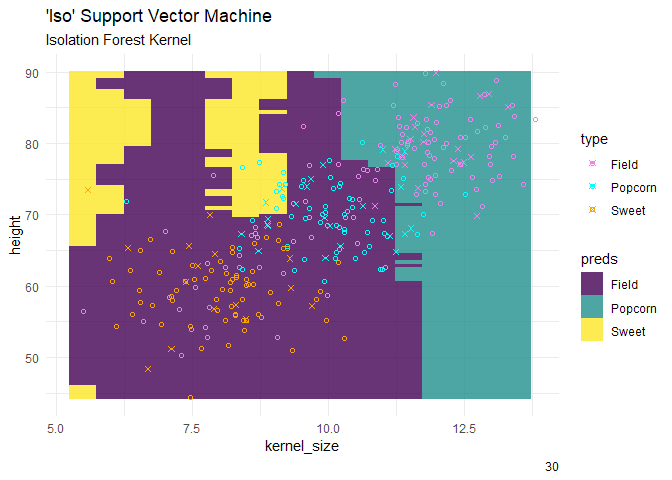 'Iso' Support Vector Machine
Isolation Forest Kernel
90
80
70
60
50
height
5.0
7.5
10.0
12.5
kernel_size
type
Field
Popcorn
Sweet
preds
Field
Popcorn
Sweet
30